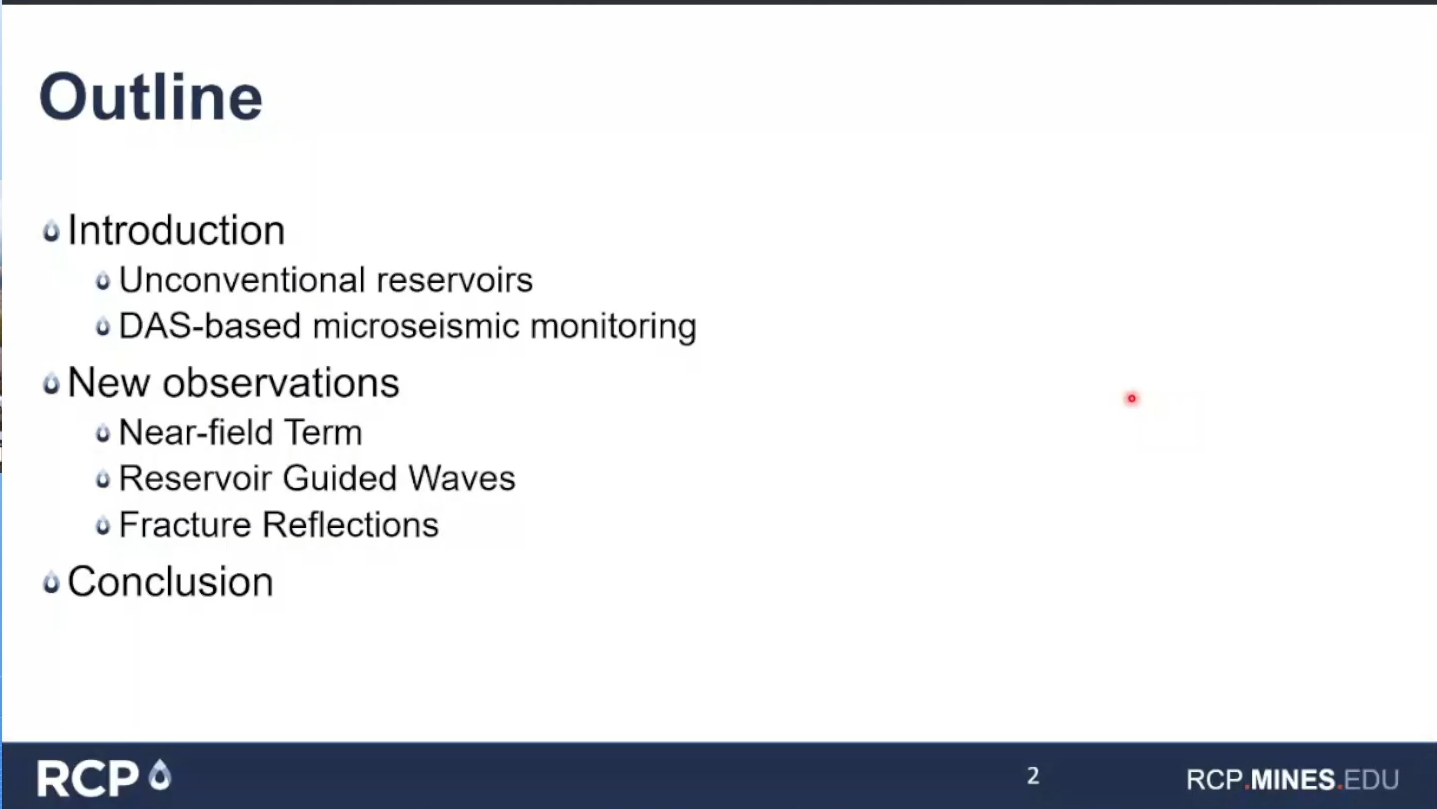 Outline
Introduction
Unconventional reservoirs
DAS-based microseismic monitoring
New observations
Near-field Term
Reservoir Guided Waves
Fracture Reflections
Conclusion
RCP
2
RCP.MINES.EDU